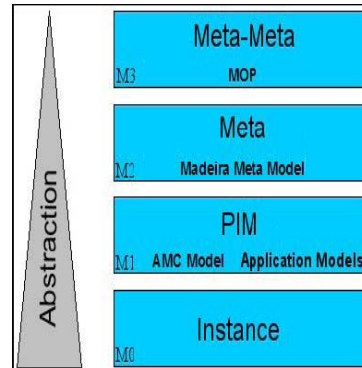 Abstraction
Meta-Meta
M3 MOP
Meta
M2 Madeira Meta Model
PIM
M1 AMC Model Application Models
Instance
M0